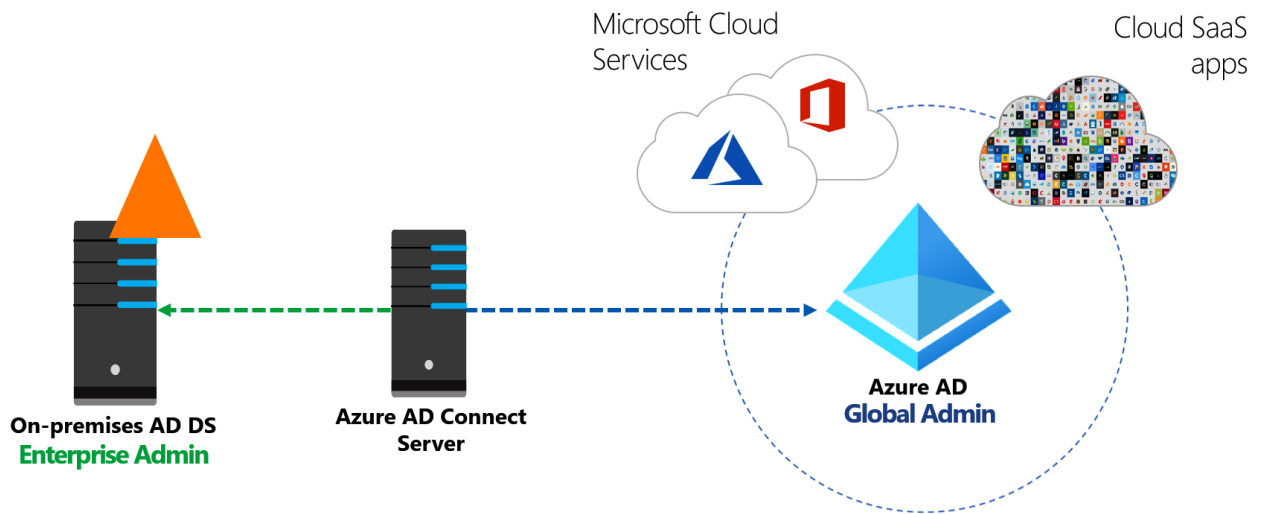 Microsoft Cloud
Services
Cloud SaaS
apps
On-premises AD DS
Enterprise Admin
Azure AD Connect
Server
Azure AD
Global Admin